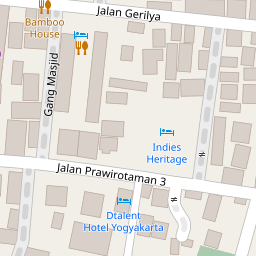 Jalan Gerilya
Bamboo
House
Gang Masjid
Indies
Heritage
Jalan Prawirotaman 3
Dtalent
Hotel Yogyakarta